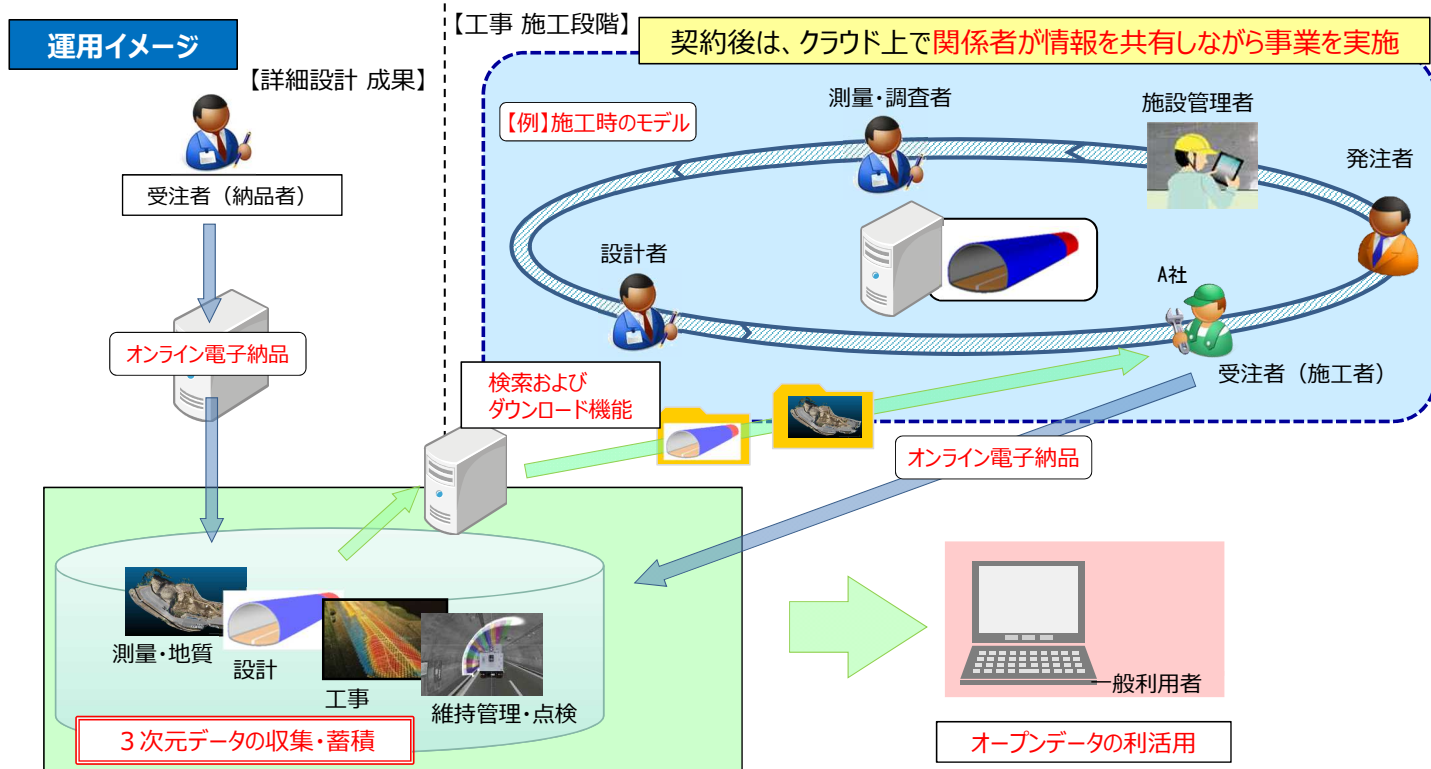 運用イメージ
【詳細設計 成果】
受注者（納品者）
オンライン電子納品
【工事 施工段階】
契約後は、クラウド上で関係者が情報を共有しながら事業を実施
【例】施工時のモデル
測量・調査者
施設管理者
発注者
設計者
A社
受注者（施工者）
検索および
ダウンロード機能
オンライン電子納品
測量・地質
設計
工事
維持管理・点検
３次元データの収集・蓄積
一般利用者
オープンデータの利活用